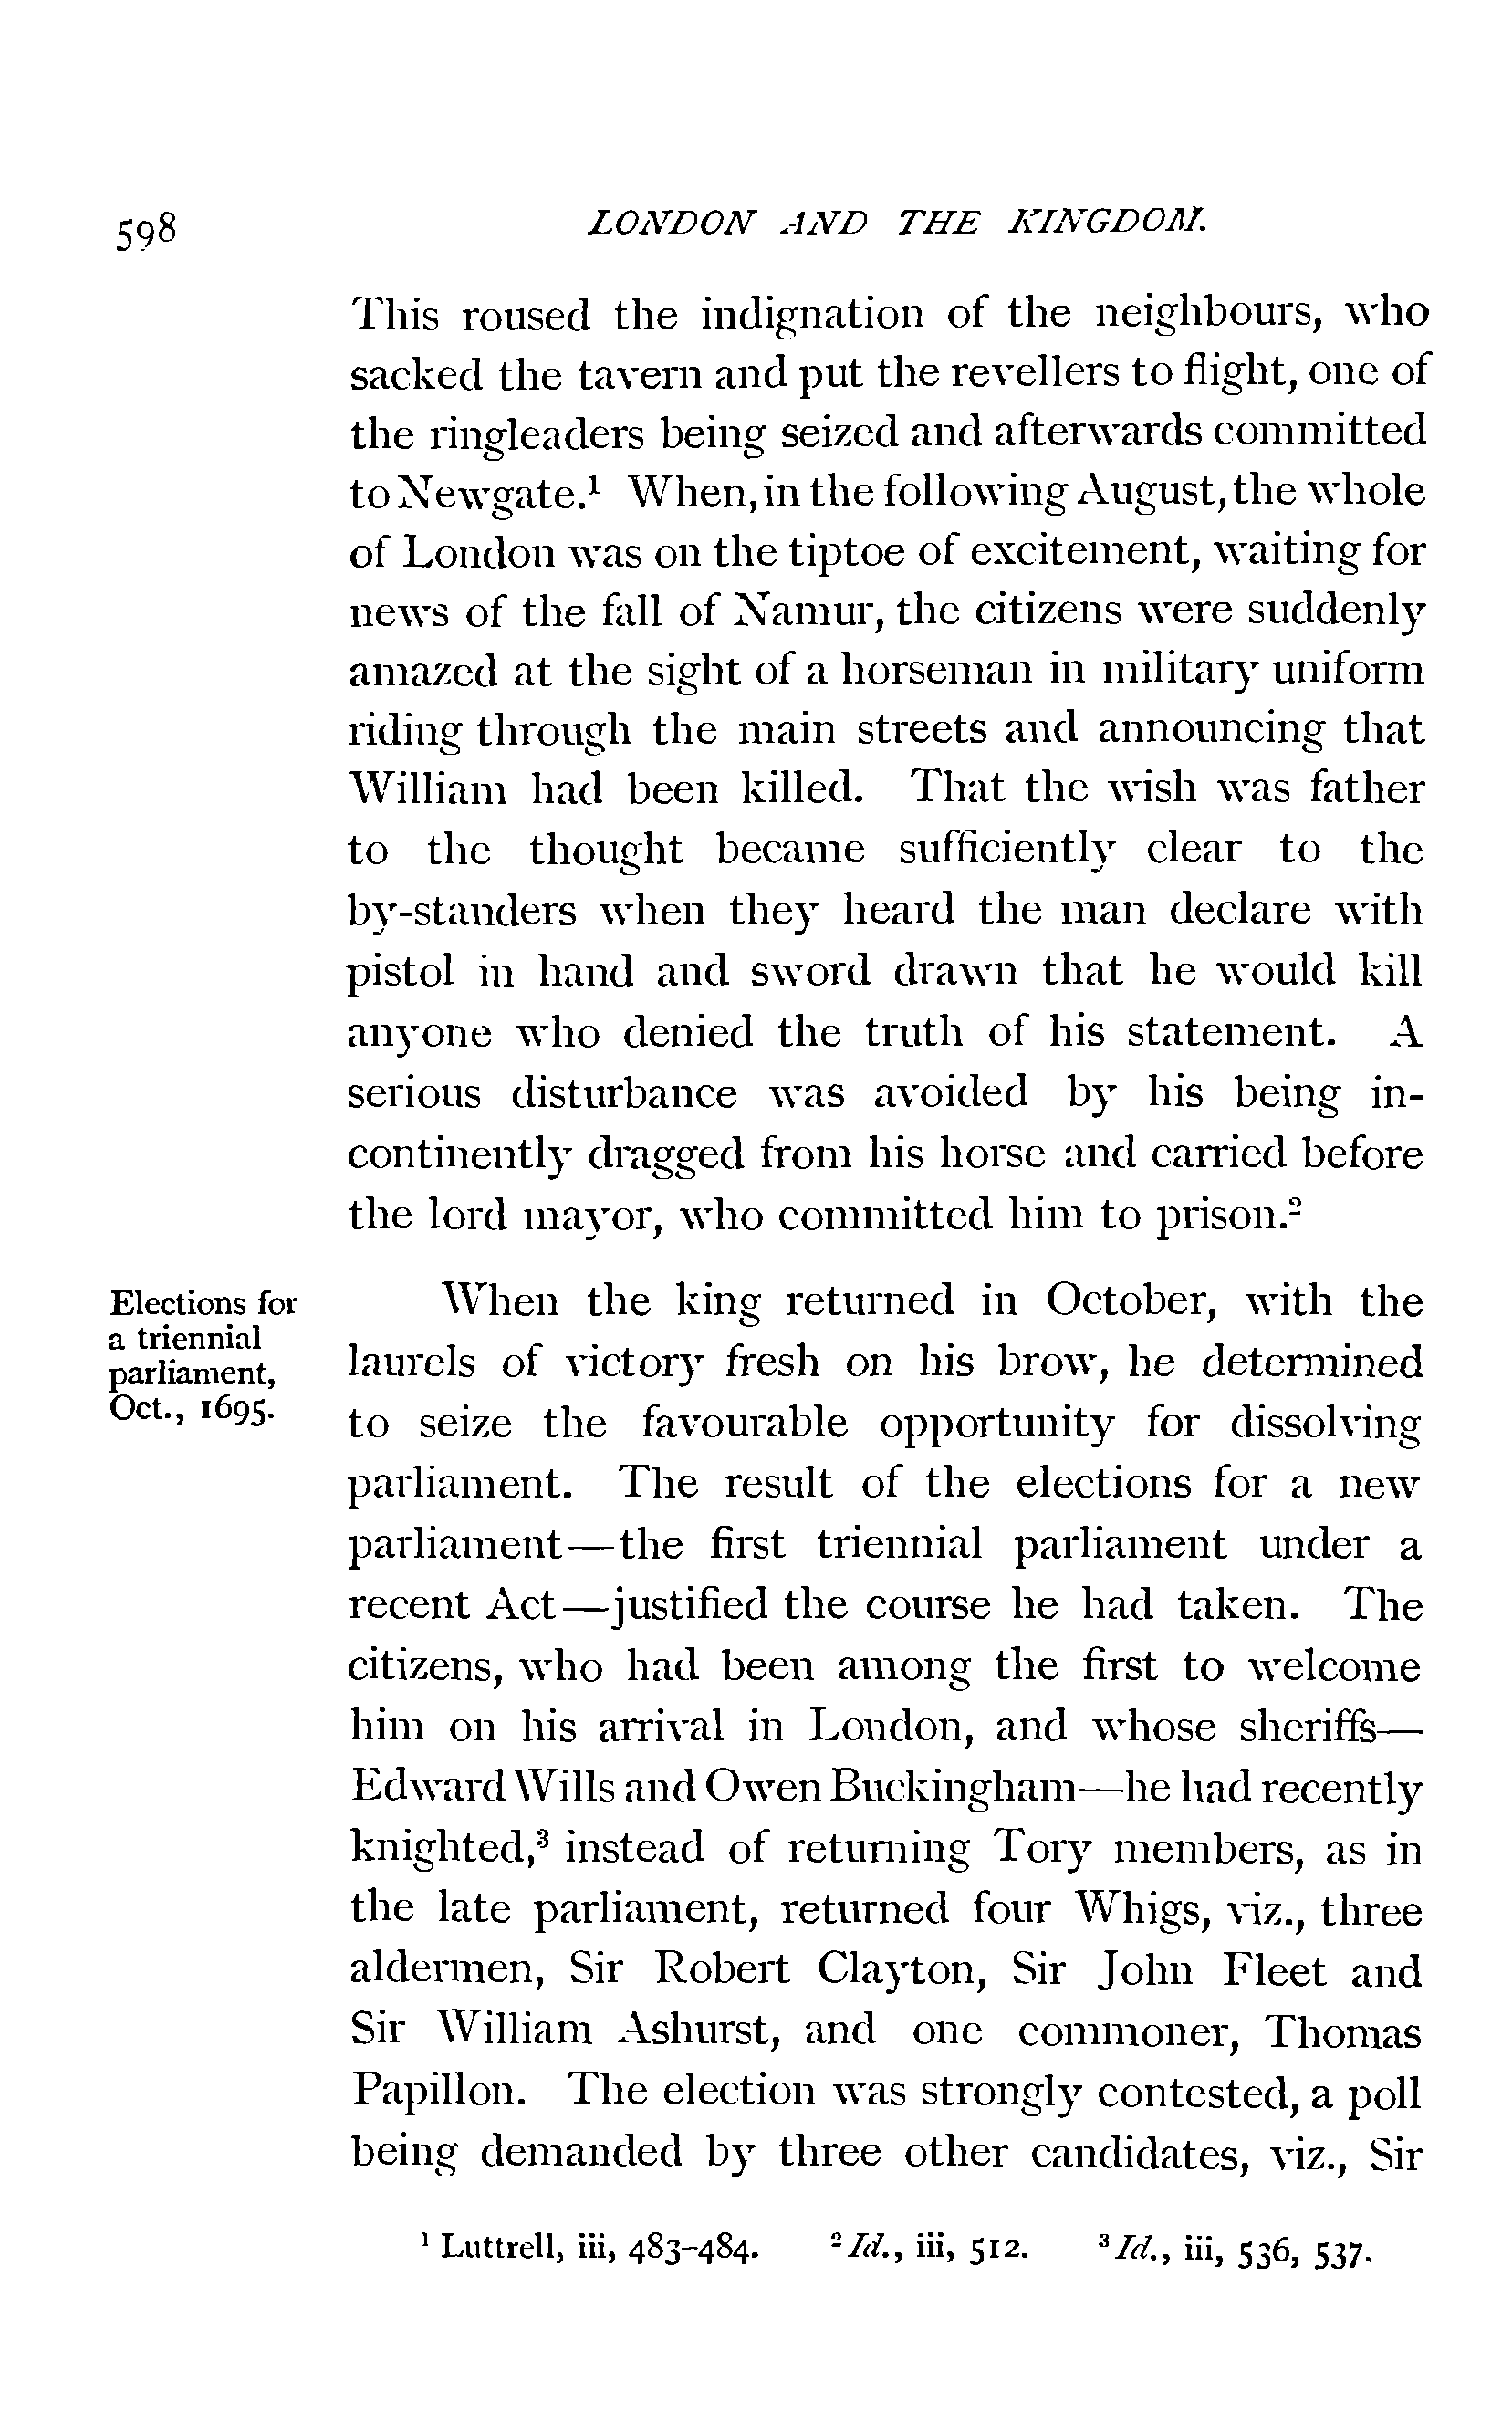 598
LONDON AND THE KINGDOM.
This roused the indignation of the neighbours, who
sacked the tavern and put the revellers to flight, one of
the ringleaders being seized and afterwards committed
to Newgate.¹ When, in the following August, the whole
of London was on the tiptoe of excitement, waiting for
news of the fall of Namur, the citizens were suddenly
amazed at the sight of a horseman in military uniform
riding through the main streets and announcing that
William had been killed. That the wish was father
to the thought became sufficiently clear to the
by-standers when they heard the man declare with
pistol in hand and sword drawn that he would kill
anyone who denied the truth of his statement. A
serious disturbance was avoided by his being in-
continently dragged from his horse and carried before
the lord mayor, who committed him to prison.²
Elections for
a triennial
parliament,
Oct., 1695.
When the king returned in October, with the
laurels of victory fresh on his brow, he determined
to seize the favourable opportunity for dissolving
parliament. The result of the elections for a new
parliament—the first triennial parliament under a
recent Act—justified the course he had taken. The
citizens, who had been among the first to welcome
him on his arrival in London, and whose sheriffs—
Edward Wills and Owen Buckingham—he had recently
knighted,³ instead of returning Tory members, as in
the late parliament, returned four Whigs, viz., three
aldermen, Sir Robert Clayton, Sir John Fleet and
Sir William Ashurst, and one commoner, Thomas
Papillon. The election was strongly contested, a poll
being demanded by three other candidates, viz., Sir
¹ Luttrell, iii, 483-484. ² Id., iii, 512. ³ Id., iii, 536, 537.